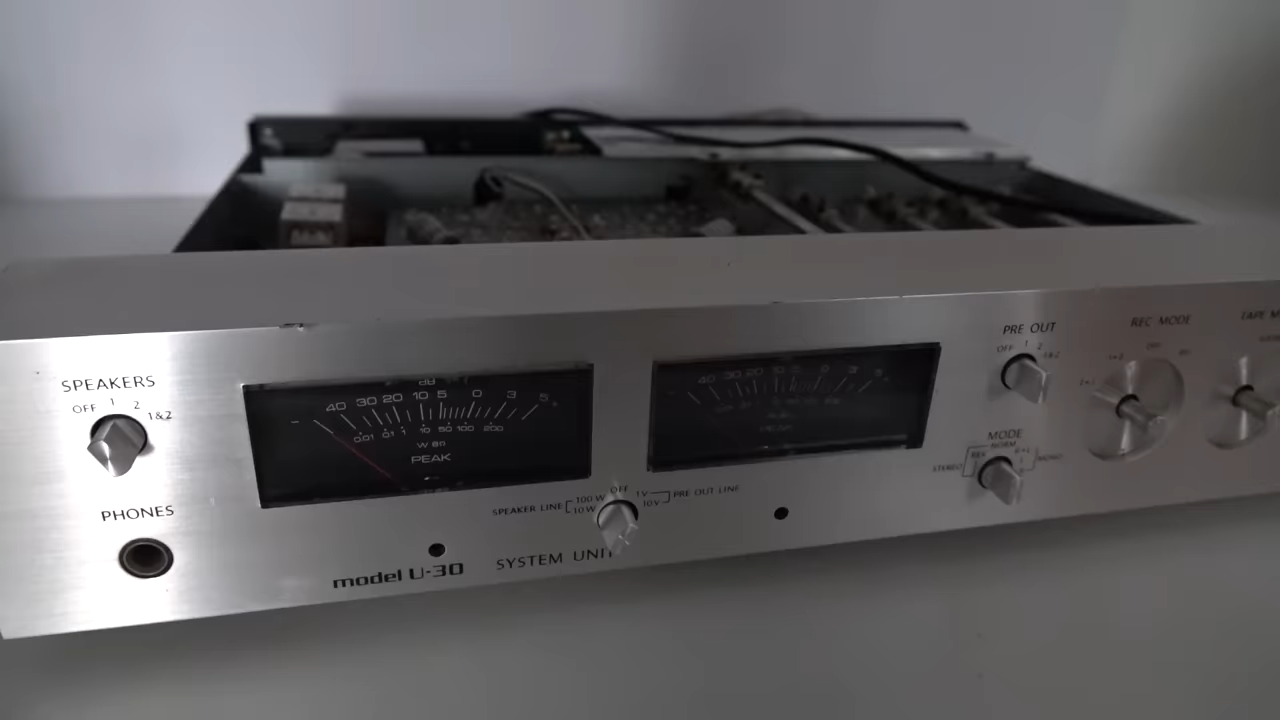 SPEAKERS
OFF 1 2 1&2
PHONES
dB
- 40 30 20 10 5 0 3 5 +
0.01 0.1 1 10 50 100 200
W 8Ω
PEAK
40 30 20 10 5 0 3 5
SPEAKER LINE 100 W 10 W OFF 1 V 10 V PRE OUT LINE
model U-30 SYSTEM UNIT
PRE OUT
OFF 1 2 1&2
MODE
NORM
STEREO REV L+R MONO
REC MODE
TAPE M